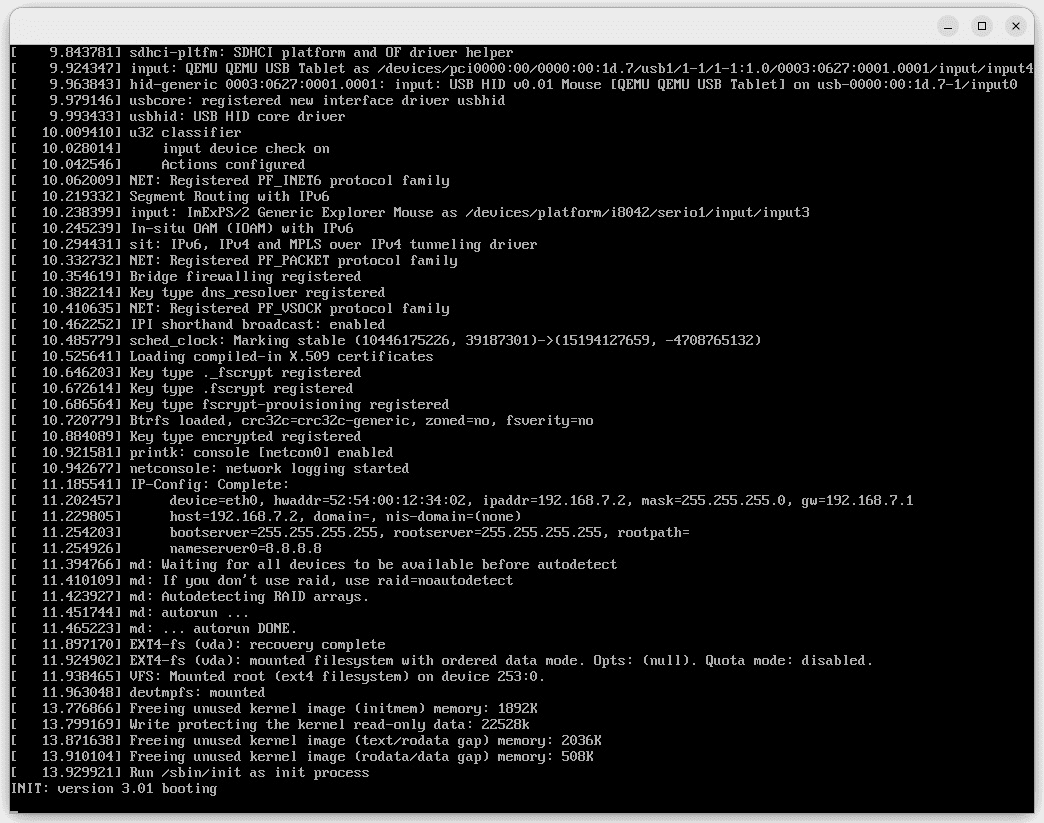 [    9.843781] sdhci-pltfm: SDHCI platform and OF driver helper
[    9.924347] input: QEMU QEMU USB Tablet as /devices/pci0000:00/0000:00:1d.7/usb1/1-1/1-1:1.0/0003:0627:0001.0001/input/input4
[    9.963843] hid-generic 0003:0627:0001.0001: input: USB HID v0.01 Mouse [QEMU QEMU USB Tablet] on usb-0000:00:1d.7-1/input0
[    9.979146] usbcore: registered new interface driver usbhid
[    9.993433] usbhid: USB HID core driver
[   10.009410] u32 classifier
[   10.028014]     input device check on
[   10.042546]     Actions configured
[   10.062009] NET: Registered PF_INET6 protocol family
[   10.219332] Segment Routing with IPv6
[   10.238399] input: ImExPS/2 Generic Explorer Mouse as /devices/platform/i8042/serio1/input/input3
[   10.245239] In-situ OAM (IOAM) with IPv6
[   10.294431] sit: IPv6, IPv4 and MPLS over IPv4 tunneling driver
[   10.332732] NET: Registered PF_PACKET protocol family
[   10.354619] Bridge firewalling registered
[   10.382214] Key type dns_resolver registered
[   10.410635] NET: Registered PF_VSOCK protocol family
[   10.462252] IPI shorthand broadcast: enabled
[   10.485779] sched_clock: Marking stable (10446175226, 39187301)->(15194127659, -4708765132)
[   10.525641] Loading compiled-in X.509 certificates
[   10.646203] Key type ._fscrypt registered
[   10.672614] Key type .fscrypt registered
[   10.686564] Key type fscrypt-provisioning registered
[   10.720779] Btrfs loaded, crc32c=crc32c-generic, zoned=no, fsverity=no
[   10.884089] Key type encrypted registered
[   10.921581] printk: console [netcon0] enabled
[   10.942677] netconsole: network logging started
[   11.185541] IP-Config: Complete:
[   11.202457]      device=eth0, hwaddr=52:54:00:12:34:02, ipaddr=192.168.7.2, mask=255.255.255.0, gw=192.168.7.1
[   11.229805]      host=192.168.7.2, domain=, nis-domain=(none)
[   11.254203]      bootserver=255.255.255.255, rootserver=255.255.255.255, rootpath=
[   11.254926]      nameserver0=8.8.8.8
[   11.394766] md: Waiting for all devices to be available before autodetect
[   11.410109] md: If you don't use raid, use raid=noautodetect
[   11.423927] md: Autodetecting RAID arrays.
[   11.451744] md: autorun ...
[   11.465223] md: ... autorun DONE.
[   11.897170] EXT4-fs (vda): recovery complete
[   11.924902] EXT4-fs (vda): mounted filesystem with ordered data mode. Opts: (null). Quota mode: disabled.
[   11.938465] VFS: Mounted root (ext4 filesystem) on device 253:0.
[   11.963048] devtmpfs: mounted
[   13.776866] Freeing unused kernel image (initmem) memory: 1892K
[   13.799169] Write protecting the kernel read-only data: 22528k
[   13.871638] Freeing unused kernel image (text/rodata gap) memory: 2036K
[   13.910104] Freeing unused kernel image (rodata/data gap) memory: 508K
[   13.929921] Run /sbin/init as init process
INIT: version 3.01 booting